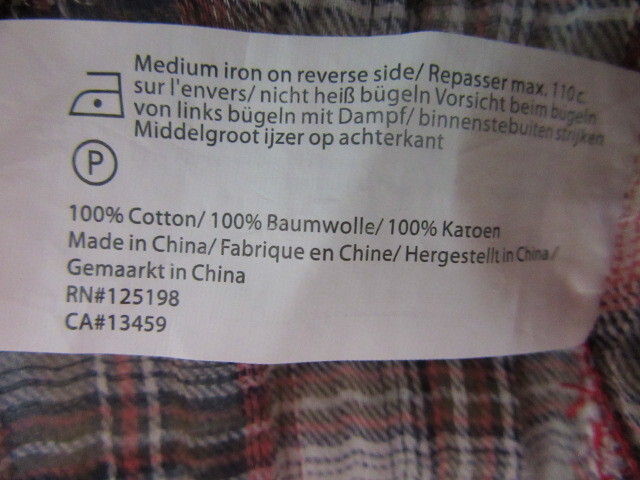 Medium iron on reverse side/ Repasser max. 110 c.
sur l'envers/ nicht heiß bügeln Vorsicht beim bugeln
von links bügeln mit Dampf/ binnenstebuiten strijken
Middelgroot ijzer op achterkant
P
100% Cotton/ 100% Baumwolle/ 100% Katoen
Made in China/ Fabrique en Chine/ Hergestellt in China/
Gemaarkt in China
RN#125198
CA#13459